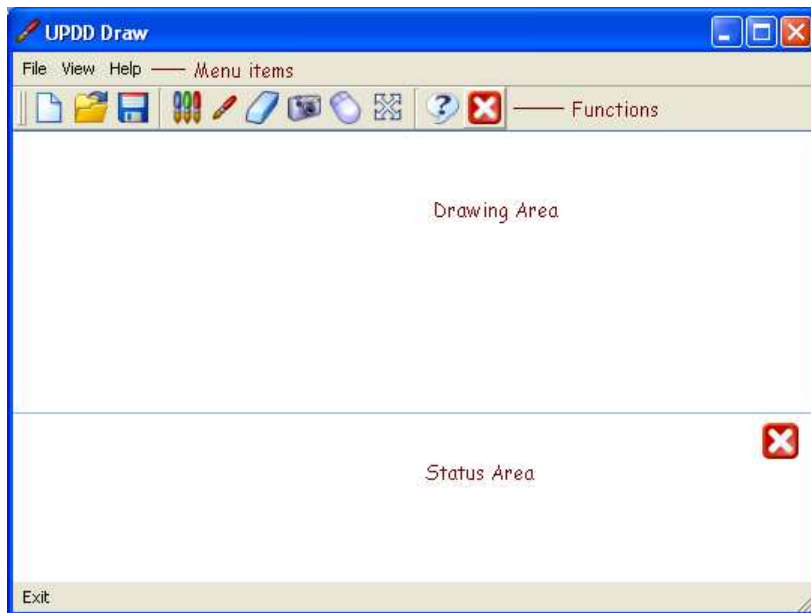 UPDD Draw
File View Help Menu items
Functions
Drawing Area
Status Area
Exit